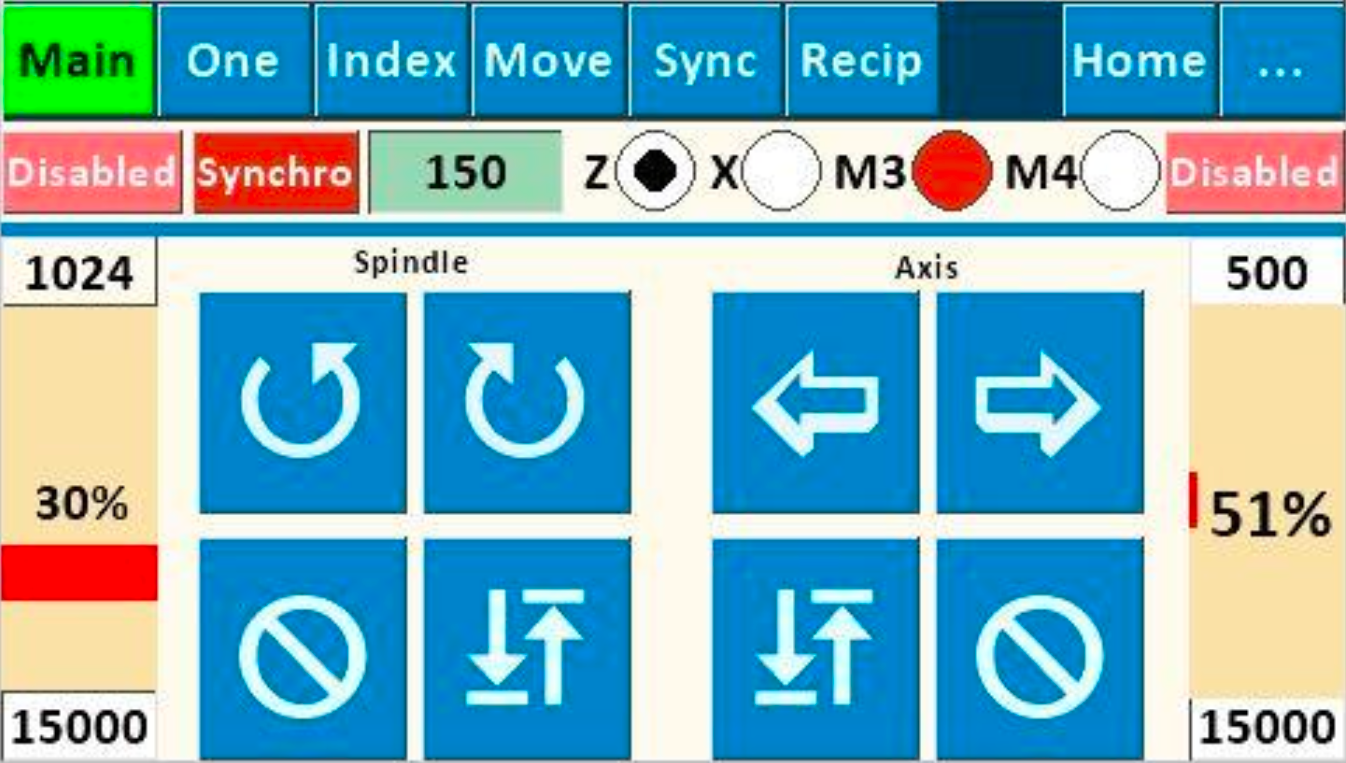 Main One Index Move Sync Recip Home ...
Disabled Synchro 150 Z X M3 M4 Disabled
1024 Spindle Axis 500
30% 51%
15000 15000